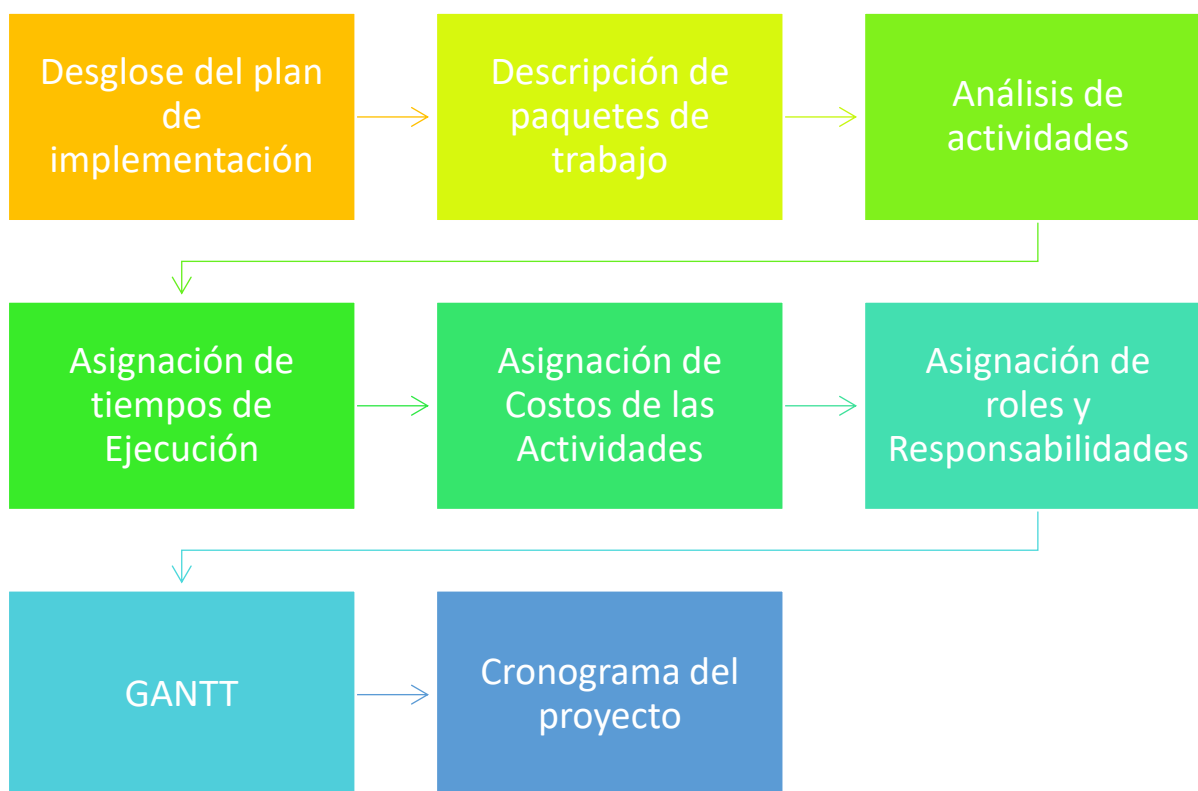 Desglose del plan
de
implementación
Descripción de
paquetes de
trabajo
Análisis de
actividades
Asignación de
tiempos de
Ejecución
Asignación de
Costos de las
Actividades
Asignación de
roles y
Responsabilidades
GANTT
Cronograma del
proyecto